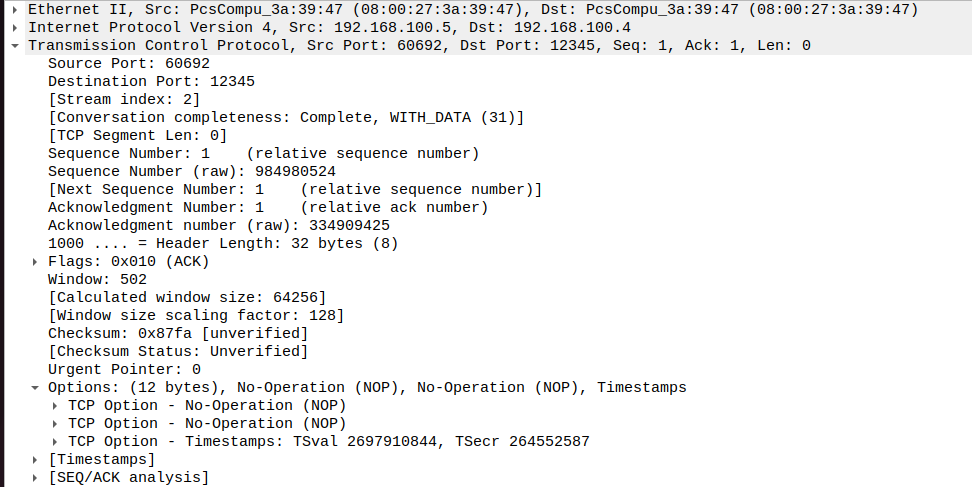 Ethernet II, Src: PcsCompu_3a:39:47 (08:00:27:3a:39:47), Dst: PcsCompu_3a:39:47 (08:00:27:3a:39:47)
Internet Protocol Version 4, Src: 192.168.100.5, Dst: 192.168.100.4
Transmission Control Protocol, Src Port: 60692, Dst Port: 12345, Seq: 1, Ack: 1, Len: 0
Source Port: 60692
Destination Port: 12345
[Stream index: 2]
[Conversation completeness: Complete, WITH_DATA (31)]
[TCP Segment Len: 0]
Sequence Number: 1    (relative sequence number)
Sequence Number (raw): 984980524
[Next Sequence Number: 1    (relative sequence number)]
Acknowledgment Number: 1    (relative ack number)
Acknowledgment number (raw): 334909425
1000 .... = Header Length: 32 bytes (8)
Flags: 0x010 (ACK)
Window: 502
[Calculated window size: 64256]
[Window size scaling factor: 128]
Checksum: 0x87fa [unverified]
[Checksum Status: Unverified]
Urgent Pointer: 0
Options: (12 bytes), No-Operation (NOP), No-Operation (NOP), Timestamps
TCP Option - No-Operation (NOP)
TCP Option - No-Operation (NOP)
TCP Option - Timestamps: TSval 2697910844, TSecr 264552587
[Timestamps]
[SEQ/ACK analysis]